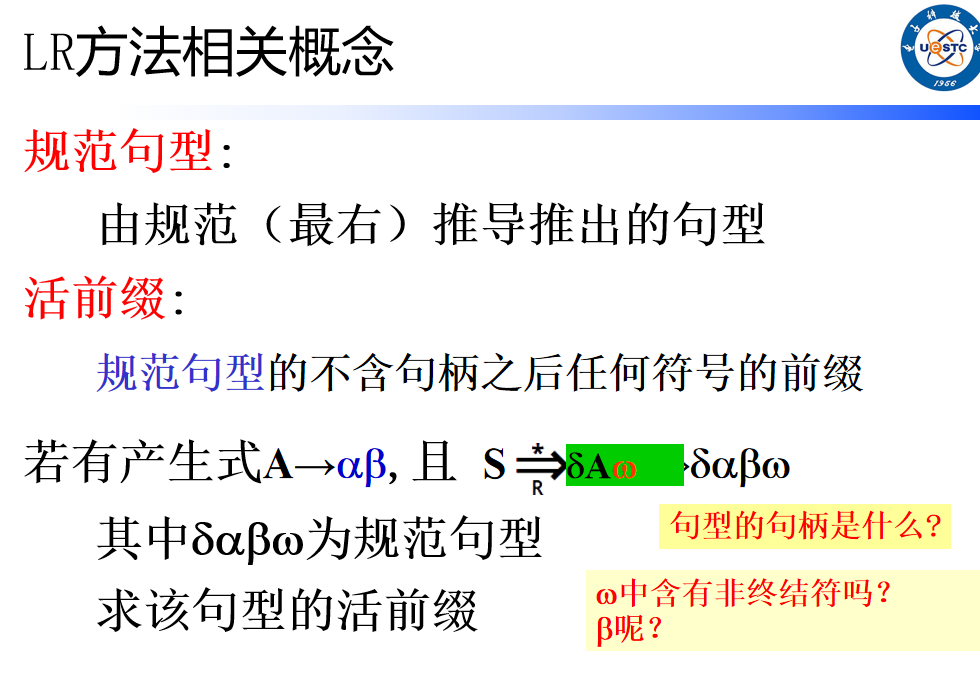 LR方法相关概念
UeSTC
1956
规范句型:
由规范（最右）推导推出的句型
活前缀:
规范句型的不含句柄之后任何符号的前缀
若有产生式A→αβ, 且 S *⇒R δAω ⇒δαβω
其中δαβω为规范句型
句型的句柄是什么?
求该句型的活前缀
ω中含有非终结符吗?
β呢?